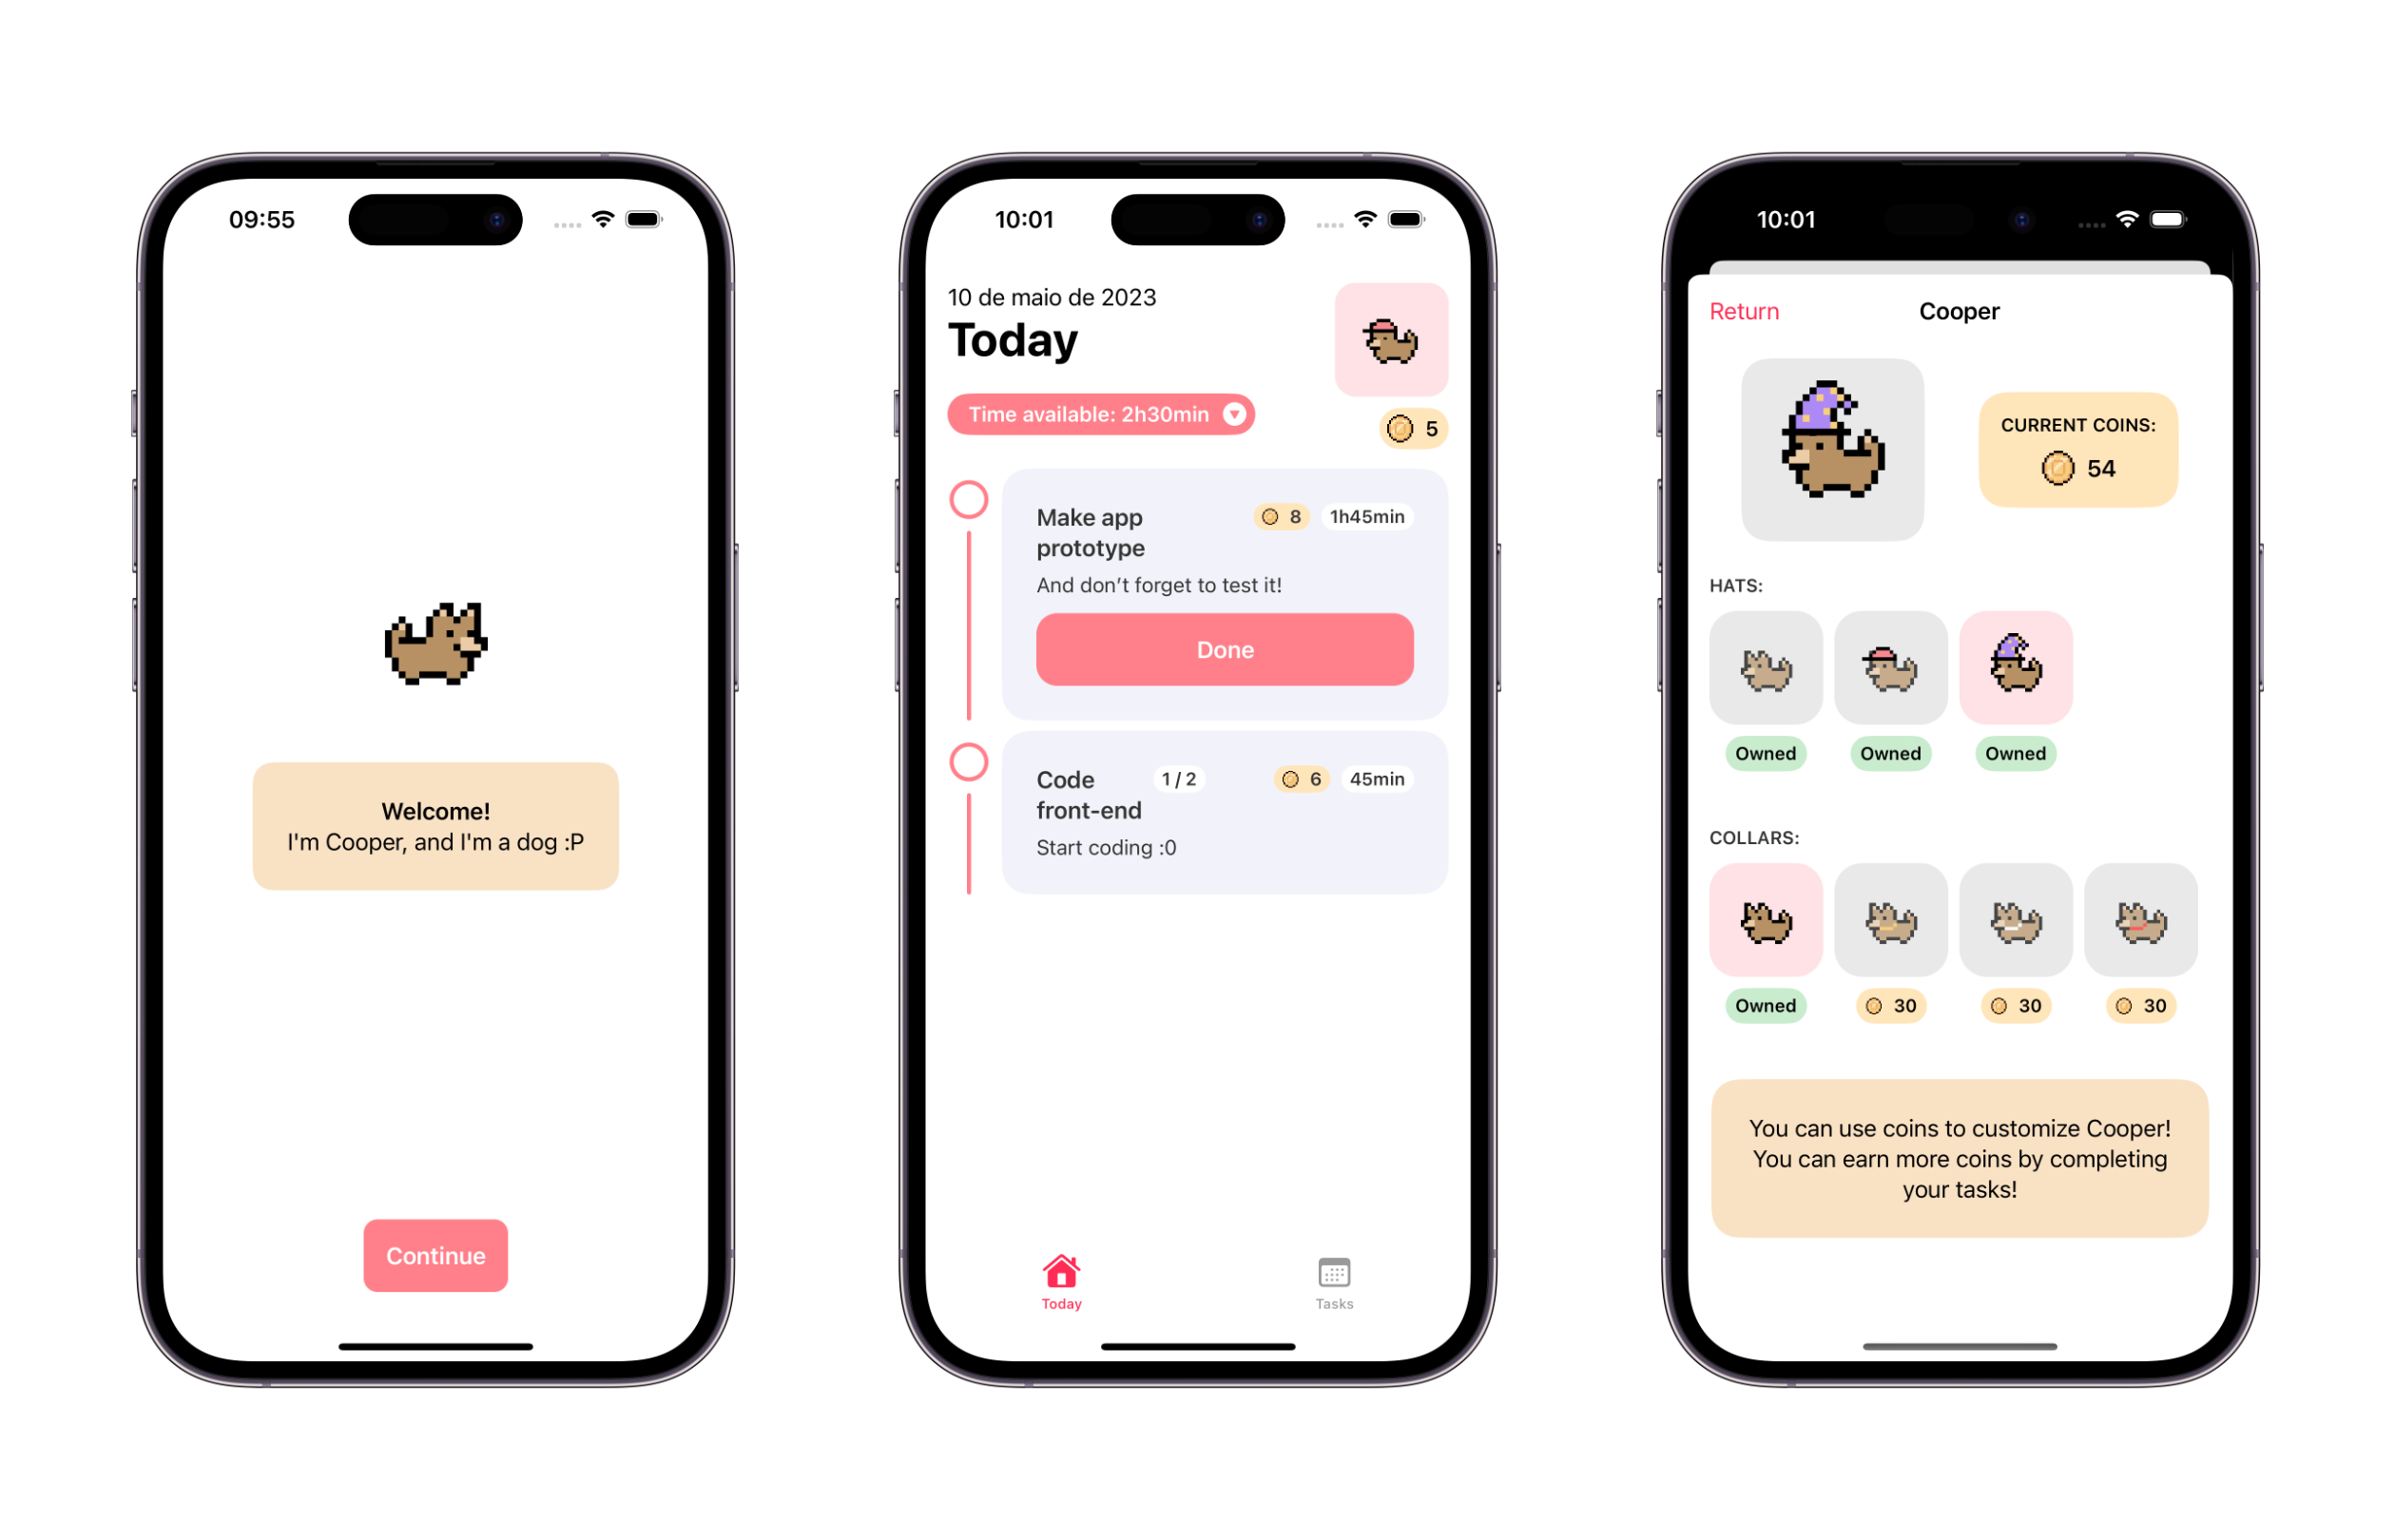 09:55
Welcome!
I'm Cooper, and I'm a dog :P
Continue
10:01
10 de maio de 2023
Today
Time available: 2h30min
5
Make app
prototype
8
1h45min
And don’t forget to test it!
Done
Code
front-end
1 / 2
6
45min
Start coding :0
Today
Tasks
10:01
Return
Cooper
CURRENT COINS:
54
HATS:
Owned
Owned
Owned
COLLARS:
Owned
30
30
30
You can use coins to customize Cooper!
You can earn more coins by completing
your tasks!